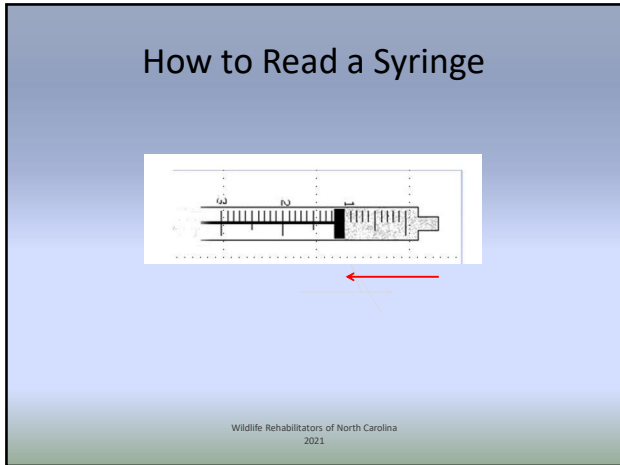 How to Read a Syringe
3 2 1
Wildlife Rehabilitators of North Carolina
2021